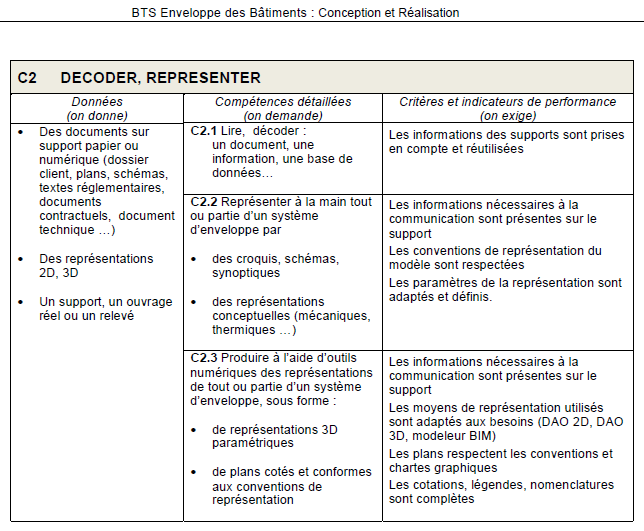 BTS Enveloppe des Bâtiments : Conception et Réalisation
C2 DECODER, REPRESENTER
Données
(on donne)
Compétences détaillées
(on demande)
Critères et indicateurs de performance
(on exige)
• Des documents sur
support papier ou
numérique (dossier
client, plans, schémas,
textes réglementaires,
documents
contractuels, document
technique …)
• Des représentations
2D, 3D
• Un support, un ouvrage
réel ou un relevé
C2.1 Lire, décoder :
un document, une
information, une base de
données…
Les informations des supports sont prises
en compte et réutilisées
C2.2 Représenter à la main tout
ou partie d'un système
d'enveloppe par
• des croquis, schémas,
synoptiques
• des représentations
conceptuelles (mécaniques,
thermiques …)
Les informations nécessaires à la
communication sont présentes sur le
support
Les conventions de représentation du
modèle sont respectées
Les paramètres de la représentation sont
adaptés et définis.
C2.3 Produire à l'aide d'outils
numériques des représentations
de tout ou partie d'un système
d'enveloppe, sous forme :
• de représentations 3D
paramétriques
• de plans cotés et conformes
aux conventions de
représentation
Les informations nécessaires à la
communication sont présentes sur le
support
Les moyens de représentation utilisés
sont adaptés aux besoins (DAO 2D, DAO
3D, modeleur BIM)
Les plans respectent les conventions et
chartes graphiques
Les cotations, légendes, nomenclatures
sont complètes